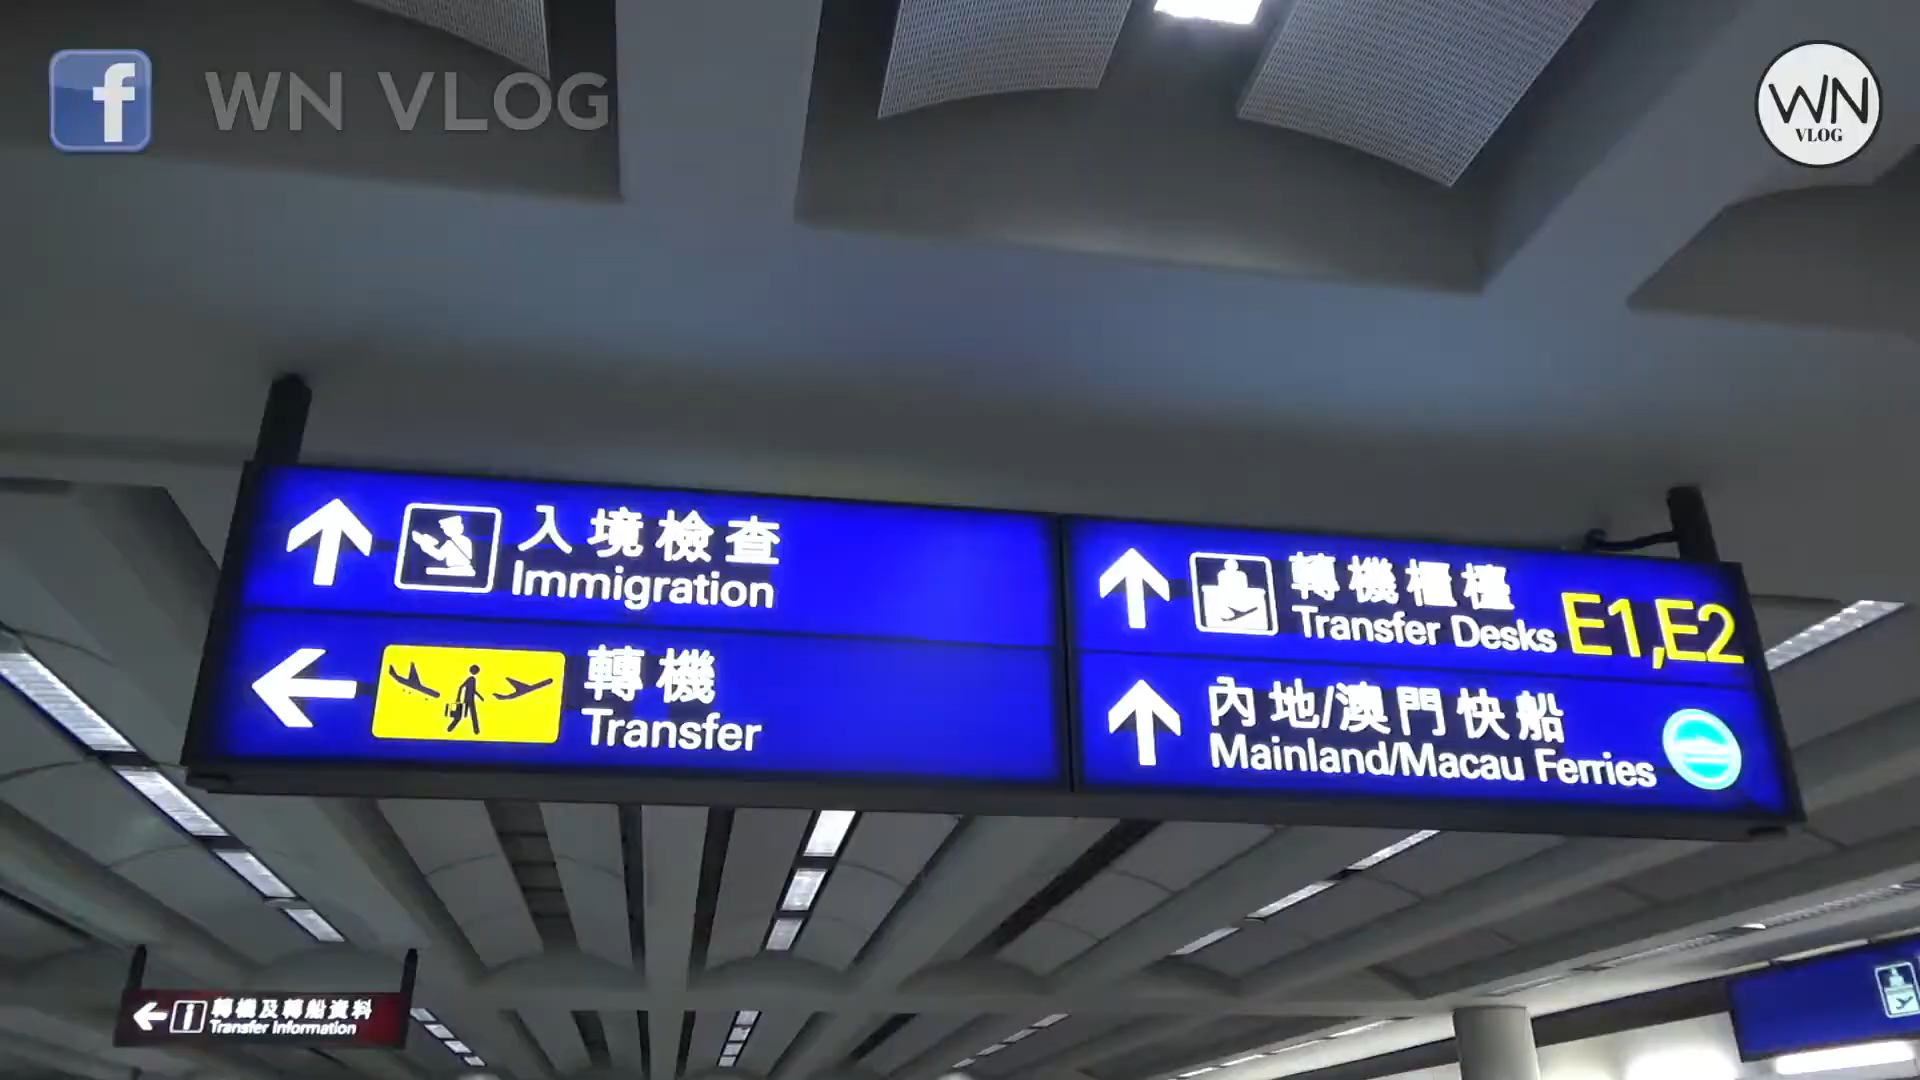 f WN VLOG
WN
VLOG
入境檢查
Immigration
轉機
Transfer
轉機櫃檯
Transfer Desks E1,E2
內地/澳門快船
Mainland/Macau Ferries
轉機及轉船資料
Transfer Information